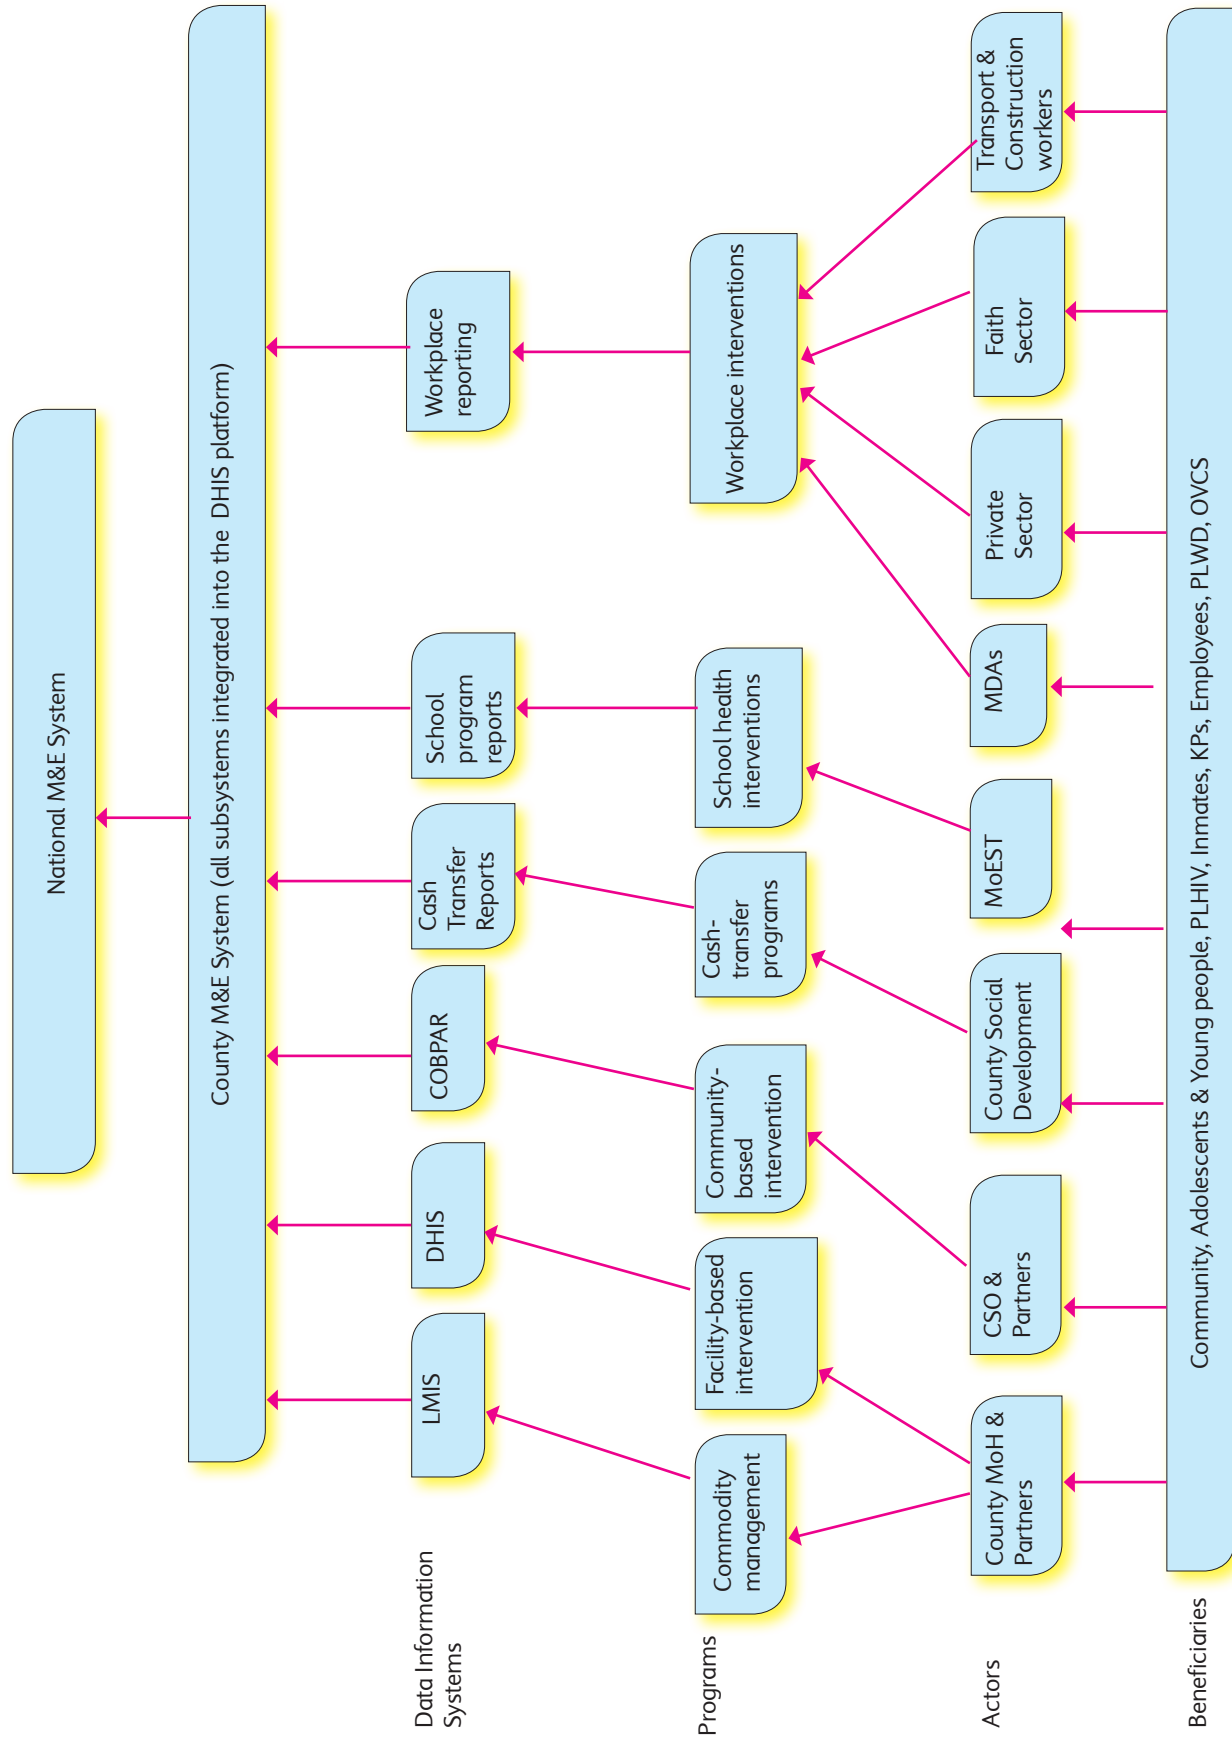 National M&E System
County M&E System (all subsystems integrated into the DHIS platform)
Data Information
Systems
LMIS
DHIS
COBPAR
Cash
Transfer
Reports
School
program
reports
Workplace
reporting
Programs
Commodity
management
Facility-based
intervention
Community-
based
intervention
Cash-
transfer
programs
School health
interventions
Workplace interventions
Actors
County MoH &
Partners
CSO &
Partners
County Social
Development
MoEST
MDAs
Private
Sector
Faith
Sector
Transport &
Construction
workers
Beneficiaries
Community, Adolescents & Young people, PLHIV, Inmates, KPs, Employees, PLWD, OVCS